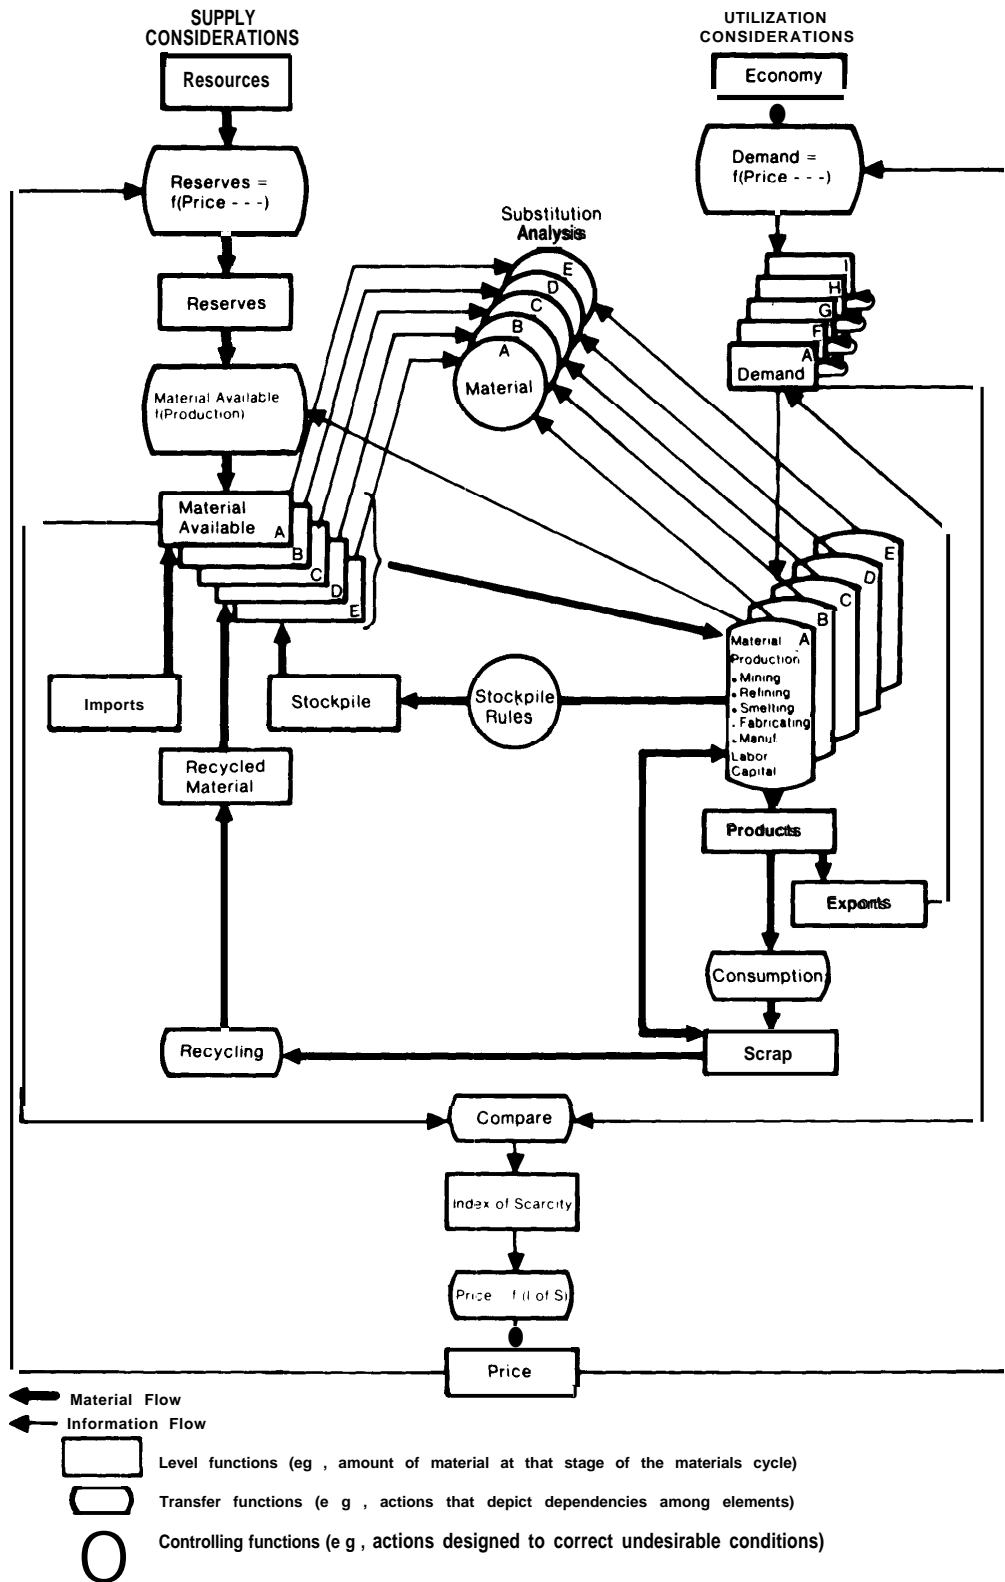 SUPPLY
CONSIDERATIONS
UTILIZATION
CONSIDERATIONS
Resources
Economy
Reserves =
f(Price - - -)
Demand =
f(Price - - -)
Substitution
Analysis
Reserves
E
D
C
B
A
Material
I
H
G
F
A
Demand
Material Available
f(Production)
Material
Available
A
B
C
D
E
E
D
C
B
A
Material
Production
• Mining
• Refining
• Smelting
• Fabricating
• Manuf.
Labor
Capital
Imports
Stockpile
Stockpile
Rules
Recycled
Material
Products
Exports
Consumption
Recycling
Scrap
Compare
Index of Scarcity
Price f (I of S)
Price
Material Flow
Information Flow
Level functions (eg , amount of material at that stage of the materials cycle)
Transfer functions (e g , actions that depict dependencies among elements)
Controlling functions (e g , actions designed to correct undesirable conditions)